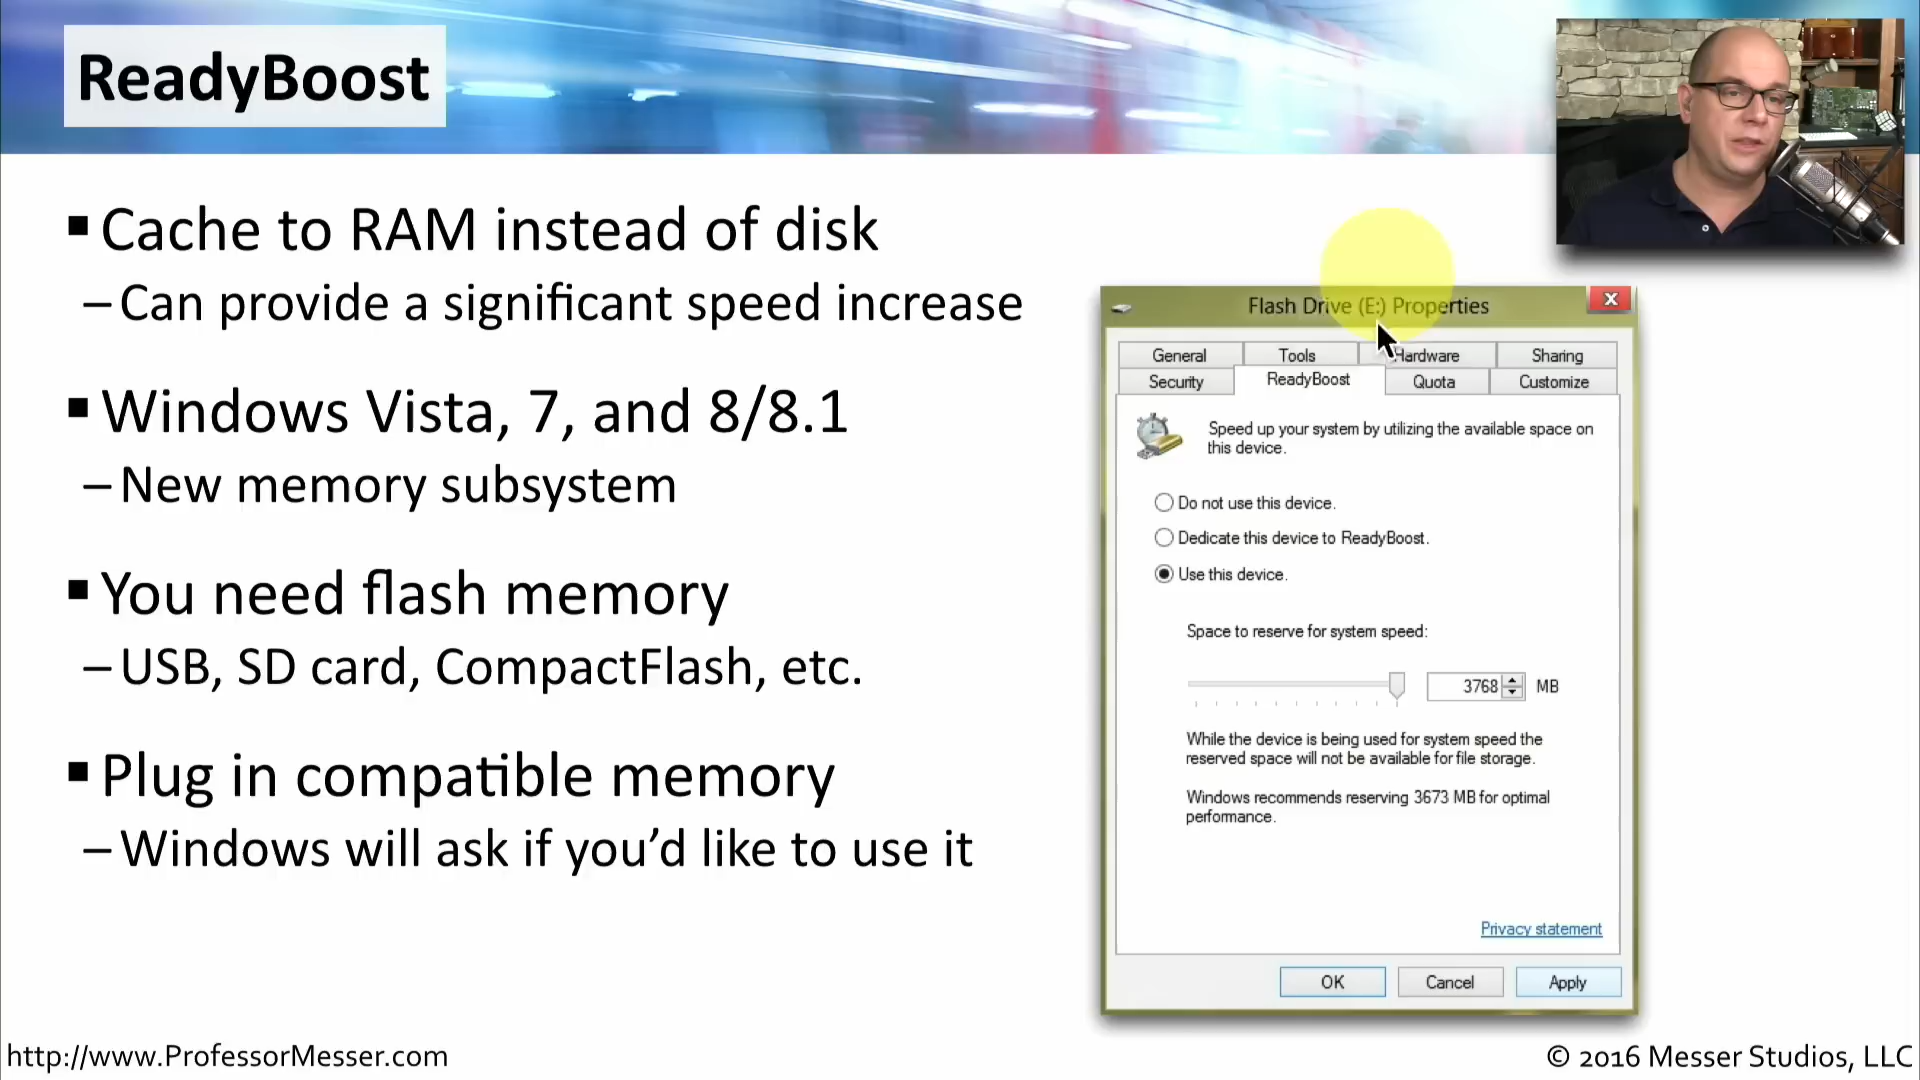 ReadyBoost
▪ Cache to RAM instead of disk
– Can provide a significant speed increase
▪ Windows Vista, 7, and 8/8.1
– New memory subsystem
▪ You need flash memory
– USB, SD card, CompactFlash, etc.
▪ Plug in compatible memory
– Windows will ask if you’d like to use it
Flash Drive (E:) Properties
General Tools Hardware Sharing
Security ReadyBoost Quota Customize
Speed up your system by utilizing the available space on
this device.
Do not use this device.
Dedicate this device to ReadyBoost.
Use this device.
Space to reserve for system speed:
3768 MB
While the device is being used for system speed the
reserved space will not be available for file storage.
Windows recommends reserving 3673 MB for optimal
performance.
Privacy statement
OK Cancel Apply
http://www.ProfessorMesser.com
© 2016 Messer Studios, LLC